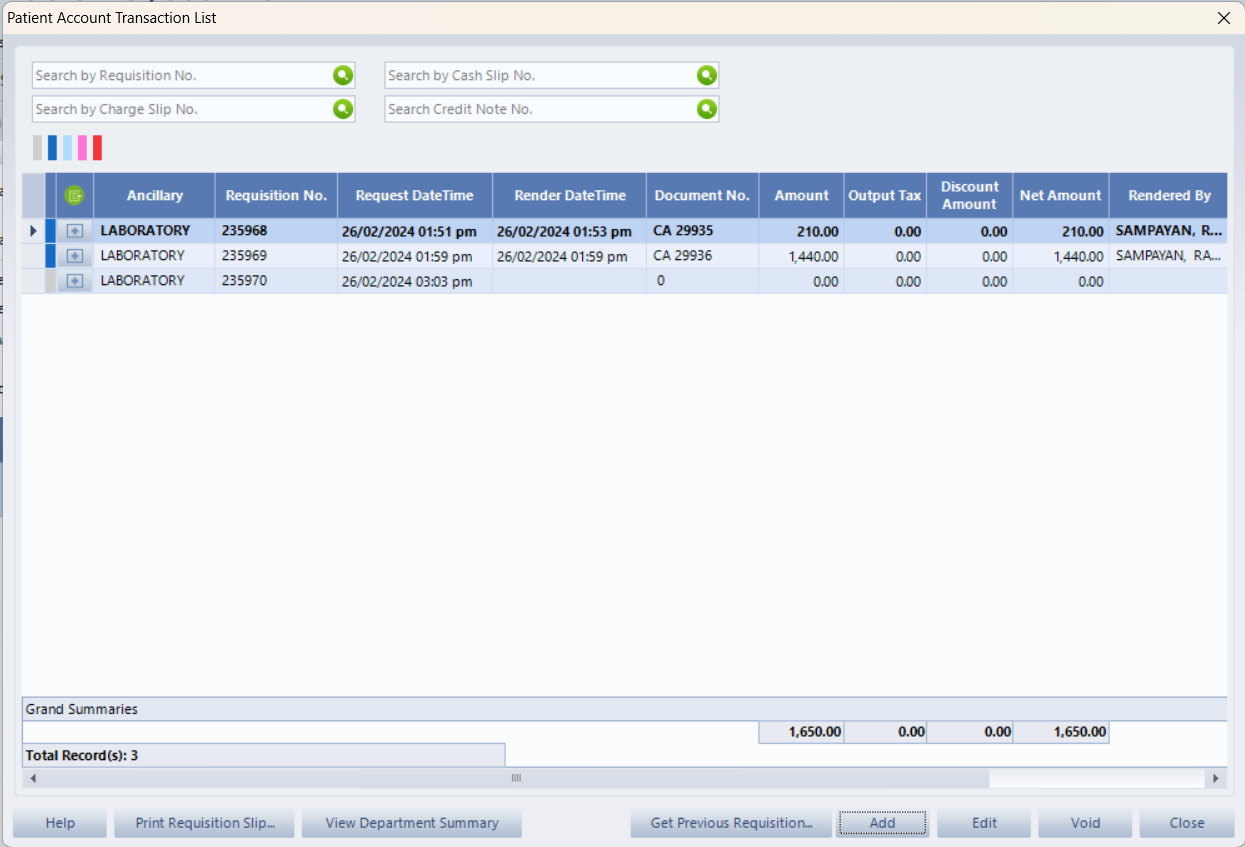 Patient Account Transaction List
Search by Requisition No.
Search by Cash Slip No.
Search by Charge Slip No.
Search Credit Note No.
Ancillary Requisition No. Request DateTime Render DateTime Document No. Amount Output Tax Discount Amount Net Amount Rendered By
LABORATORY 235968 26/02/2024 01:51 pm 26/02/2024 01:53 pm CA 29935 210.00 0.00 0.00 210.00 SAMPAYAN, R...
LABORATORY 235969 26/02/2024 01:59 pm 26/02/2024 01:59 pm CA 29936 1,440.00 0.00 0.00 1,440.00 SAMPAYAN, RA...
LABORATORY 235970 26/02/2024 03:03 pm 0 0.00 0.00 0.00 0.00
Grand Summaries
1,650.00 0.00 0.00 1,650.00
Total Record(s): 3
Help Print Requisition Slip... View Department Summary Get Previous Requisition... Add Edit Void Close